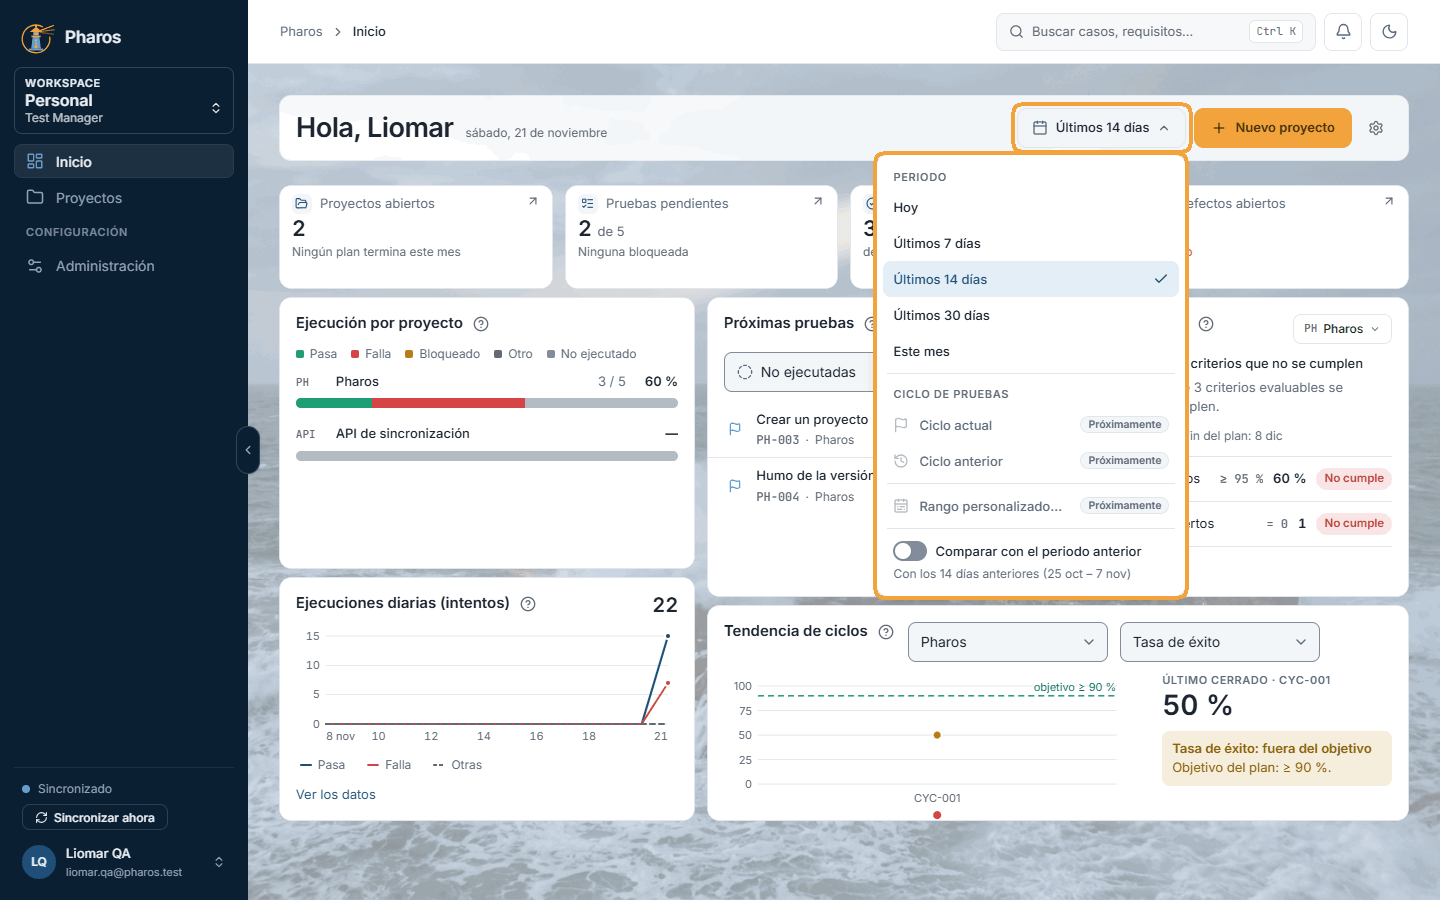 Pharos
WORKSPACE
Personal
Test Manager
Inicio
Proyectos
CONFIGURACIÓN
Administración
Sincronizado
Sincronizar ahora
LQ
Liomar QA
liomar.qa@pharos.test
Pharos > Inicio
Buscar casos, requisitos...
Ctrl K
Hola, Liomar
sábado, 21 de noviembre
Últimos 14 días
Nuevo proyecto
Proyectos abiertos
2
Ningún plan termina este mes
Pruebas pendientes
2 de 5
Ninguna bloqueada
efectos abiertos
PERIODO
Hoy
Últimos 7 días
Últimos 14 días
Últimos 30 días
Este mes
CICLO DE PRUEBAS
Ciclo actual
Próximamente
Ciclo anterior
Próximamente
Rango personalizado...
Próximamente
Comparar con el periodo anterior
Con los 14 días anteriores (25 oct – 7 nov)
Ejecución por proyecto
Pasa Falla Bloqueado Otro No ejecutado
PH Pharos 3 / 5 60 %
API API de sincronización —
Próximas pruebas
No ejecutadas
Crear un proyecto
PH-003 · Pharos
Humo de la versión
PH-004 · Pharos
PH Pharos
criterios que no se cumplen
3 criterios evaluables se
plen.
in del plan: 8 dic
os ≥ 95 % 60 % No cumple
rtos = 0 1 No cumple
Ejecuciones diarias (intentos)
22
15
10
5
0
8 nov 10 12 14 16 18 21
Pasa Falla Otras
Ver los datos
Tendencia de ciclos
Pharos
Tasa de éxito
100
75
50
25
0
objetivo ≥ 90 %
CYC-001
ÚLTIMO CERRADO · CYC-001
50 %
Tasa de éxito: fuera del objetivo
Objetivo del plan: ≥ 90 %.